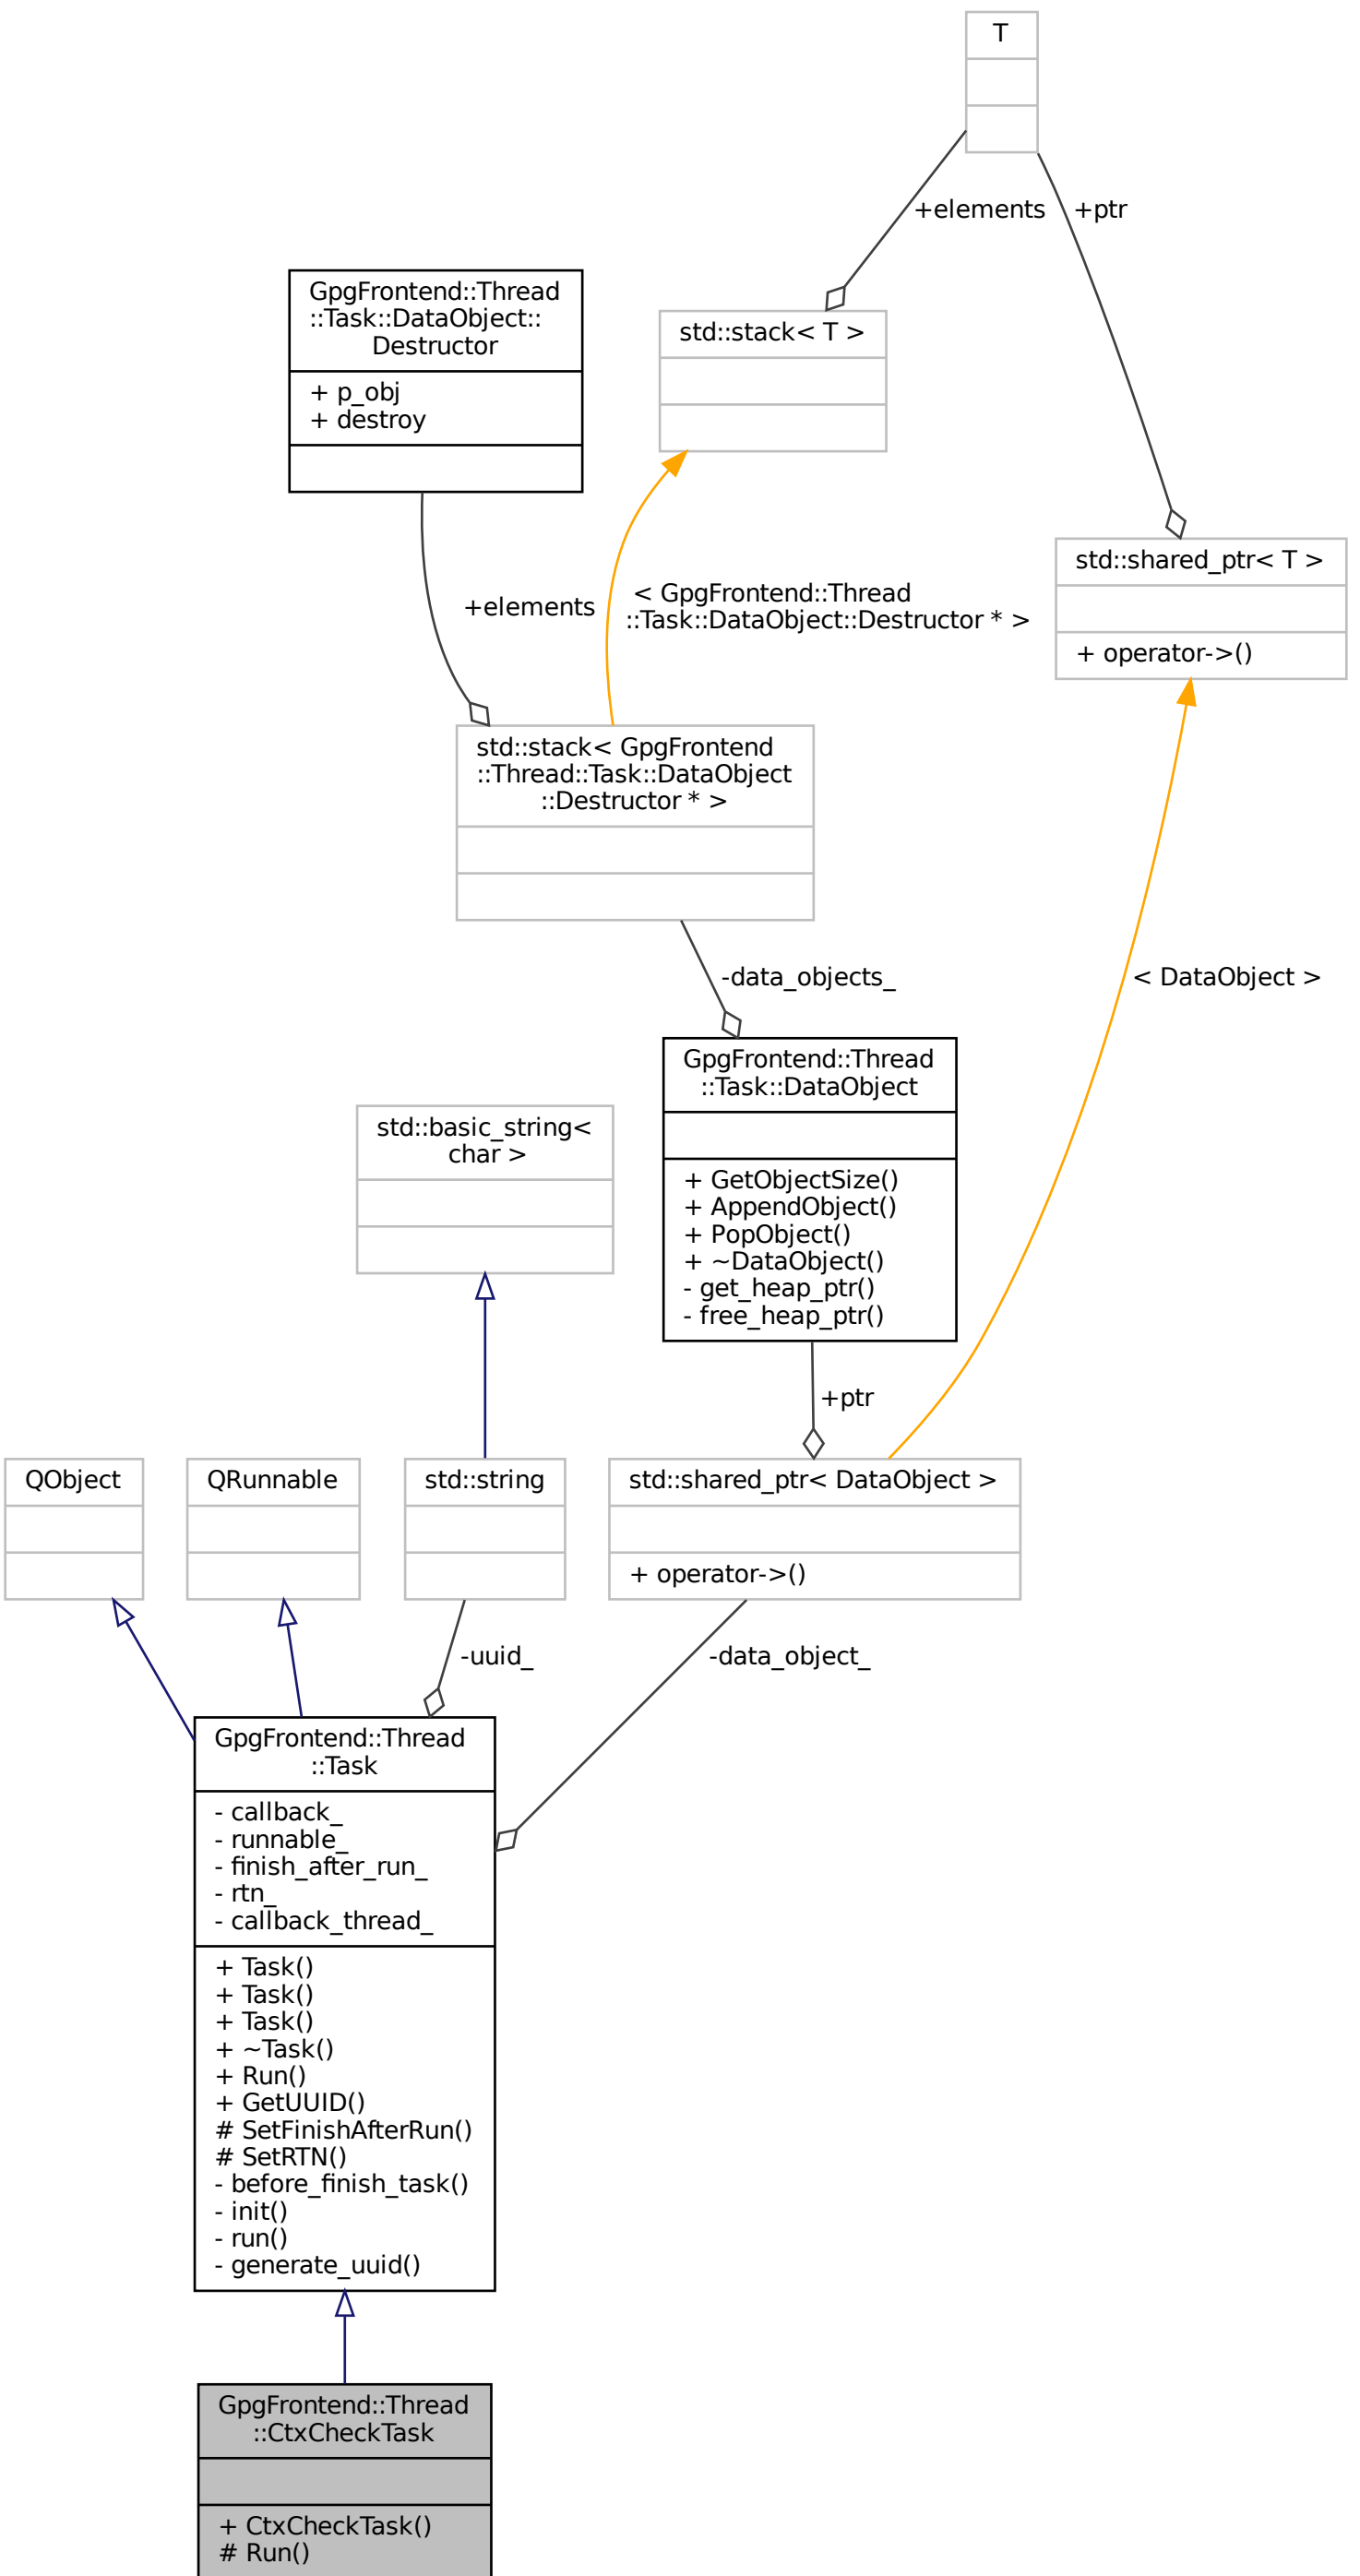 T
+elements
+ptr
GpgFrontend::Thread
::Task::DataObject::
Destructor
+ p_obj
+ destroy
std::stack< T >
std::shared_ptr< T >
+ operator->()
+elements
< GpgFrontend::Thread
::Task::DataObject::Destructor * >
std::stack< GpgFrontend
::Thread::Task::DataObject
::Destructor * >
-data_objects_
< DataObject >
GpgFrontend::Thread
::Task::DataObject
+ GetObjectSize()
+ AppendObject()
+ PopObject()
+ ~DataObject()
- get_heap_ptr()
- free_heap_ptr()
std::basic_string<
char >
+ptr
QObject
QRunnable
std::string
std::shared_ptr< DataObject >
+ operator->()
-uuid_
-data_object_
GpgFrontend::Thread
::Task
- callback_
- runnable_
- finish_after_run_
- rtn_
- callback_thread_
+ Task()
+ Task()
+ Task()
+ ~Task()
+ Run()
+ GetUUID()
# SetFinishAfterRun()
# SetRTN()
- before_finish_task()
- init()
- run()
- generate_uuid()
GpgFrontend::Thread
::CtxCheckTask
+ CtxCheckTask()
# Run()